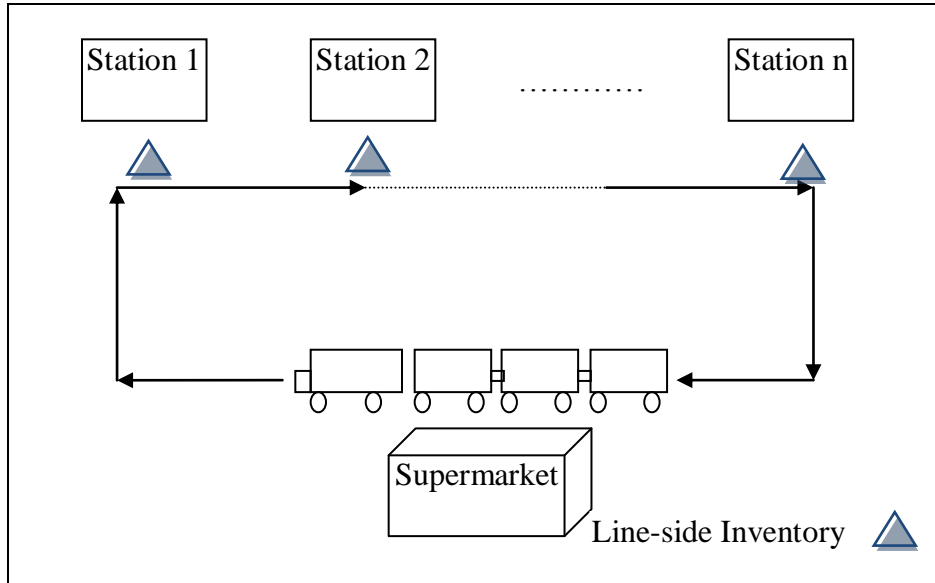 Station 1
Station 2
............
Station n
Supermarket
Line-side Inventory